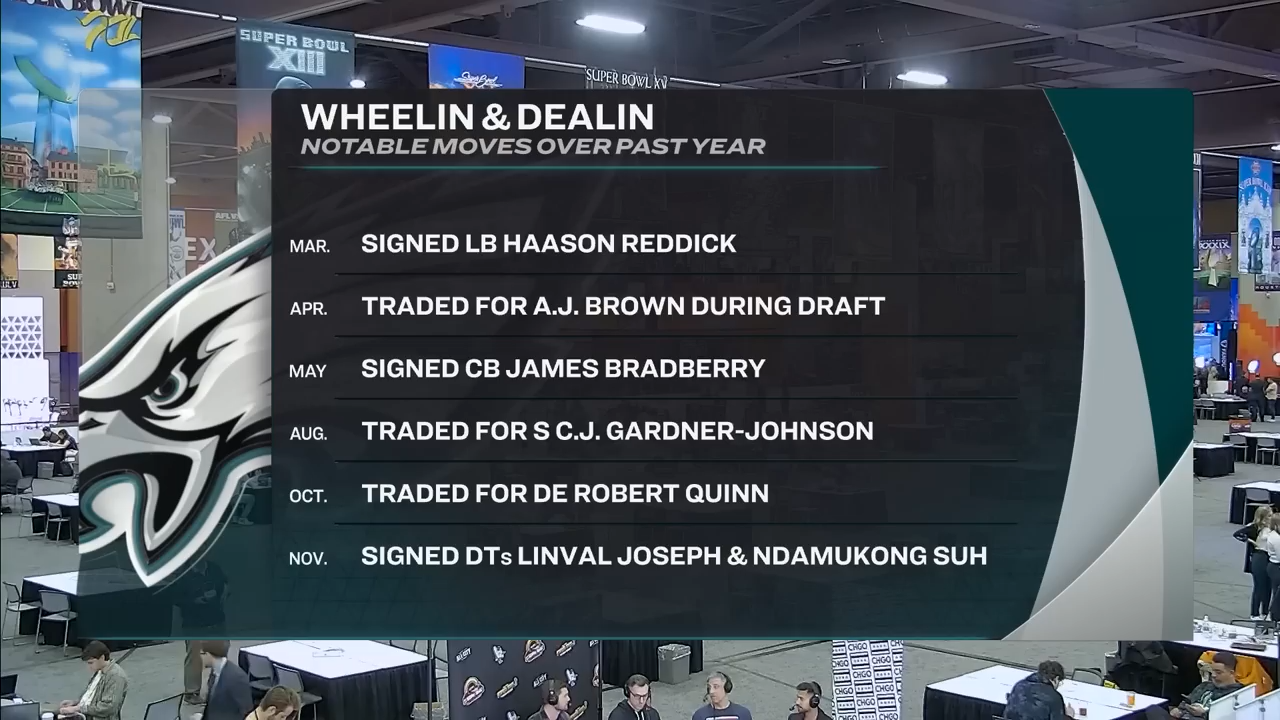 SUPER BOWL
XIII
SUPER BOWL XV
WHEELIN & DEALIN
NOTABLE MOVES OVER PAST YEAR
MAR. SIGNED LB HAASON REDDICK
APR. TRADED FOR A.J. BROWN DURING DRAFT
MAY SIGNED CB JAMES BRADBERRY
AUG. TRADED FOR S C.J. GARDNER-JOHNSON
OCT. TRADED FOR DE ROBERT QUINN
NOV. SIGNED DTs LINVAL JOSEPH & NDAMUKONG SUH
CHGO